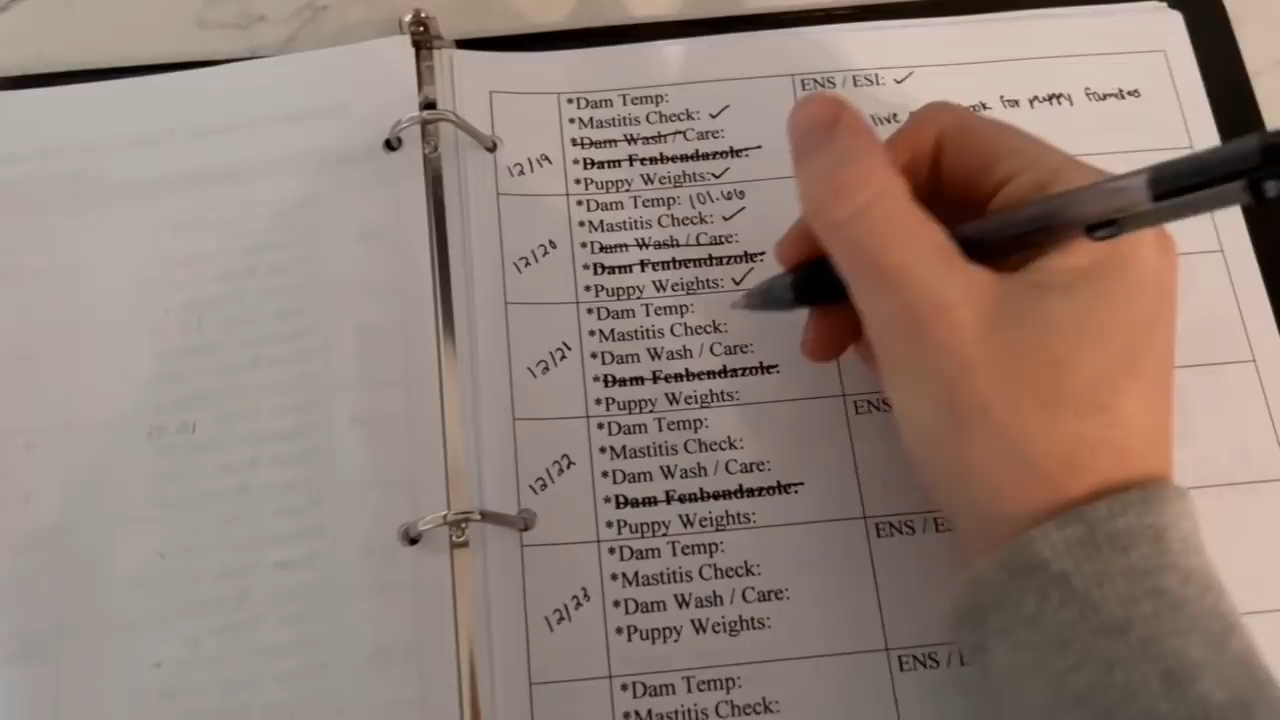 *Dam Temp:
*Mastitis Check: ✓
*Dam Wash / Care:
*Dam Fenbendazole:
*Puppy Weights: ✓
12/19
ENS / ESI: ✓
live for puppy families
*Dam Temp: 101.66
*Mastitis Check: ✓
*Dam Wash / Care:
*Dam Fenbendazole:
*Puppy Weights: ✓
12/20
*Dam Temp:
*Mastitis Check:
*Dam Wash / Care:
*Dam Fenbendazole:
*Puppy Weights:
12/21
*Dam Temp:
*Mastitis Check:
*Dam Wash / Care:
*Dam Fenbendazole:
*Puppy Weights:
12/22
ENS
*Dam Temp:
*Mastitis Check:
*Dam Wash / Care:
*Puppy Weights:
12/23
ENS / E
*Dam Temp:
*Mastitis Check:
ENS /